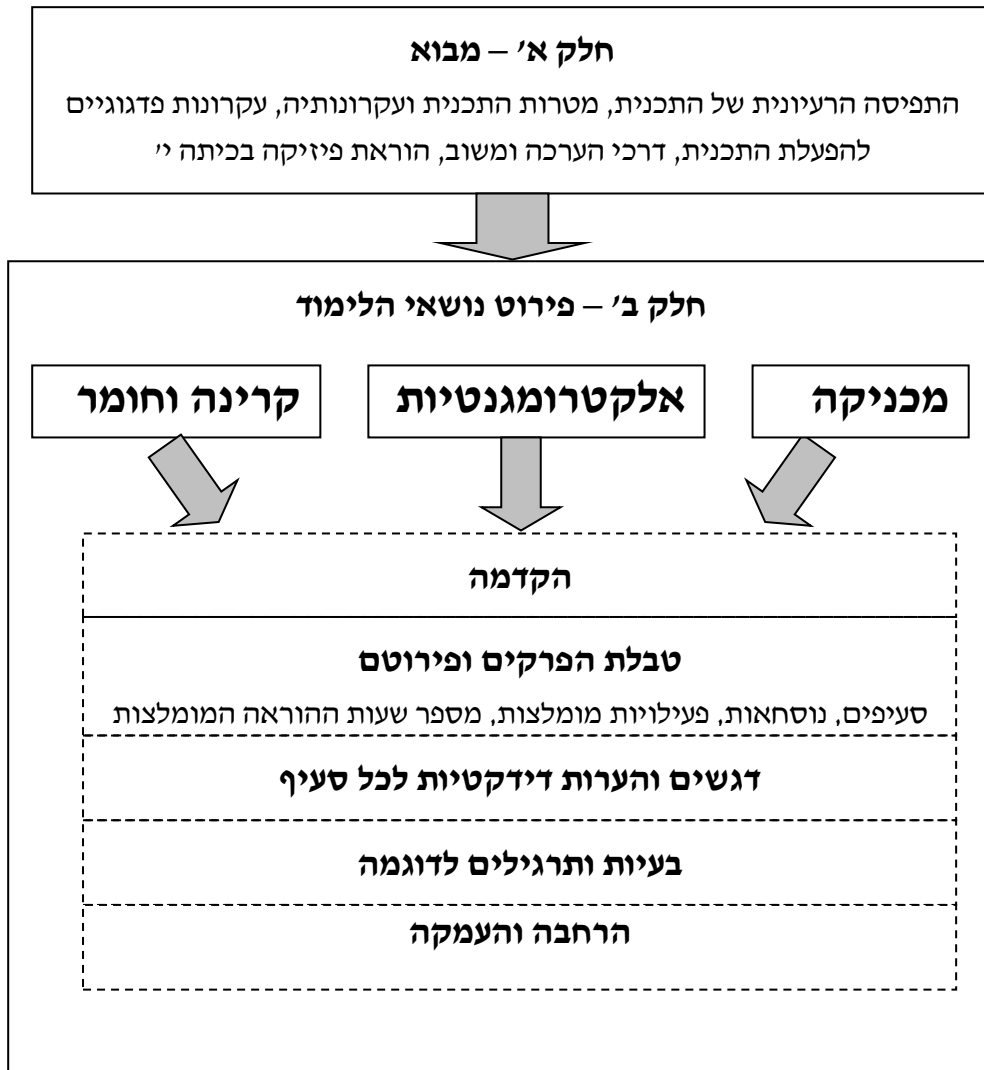 חלק א' – מבוא
התפיסה הרעיונית של התכנית, מטרות התכנית ועקרונותיה, עקרונות פדגוגיים
להפעלת התכנית, דרכי הערכה ומשוב, הוראת פיזיקה בכיתה י'
חלק ב' – פירוט נושאי הלימוד
מכניקה
אלקטרומגנטיות
קרינה וחומר
הקדמה
טבלת הפרקים ופירוטם
סעיפים, נוסחאות, פעילויות מומלצות, מספר שעות ההוראה המומלצות
דגשים והערות דידקטיות לכל סעיף
בעיות ותרגילים לדוגמה
הרחבה והעמקה